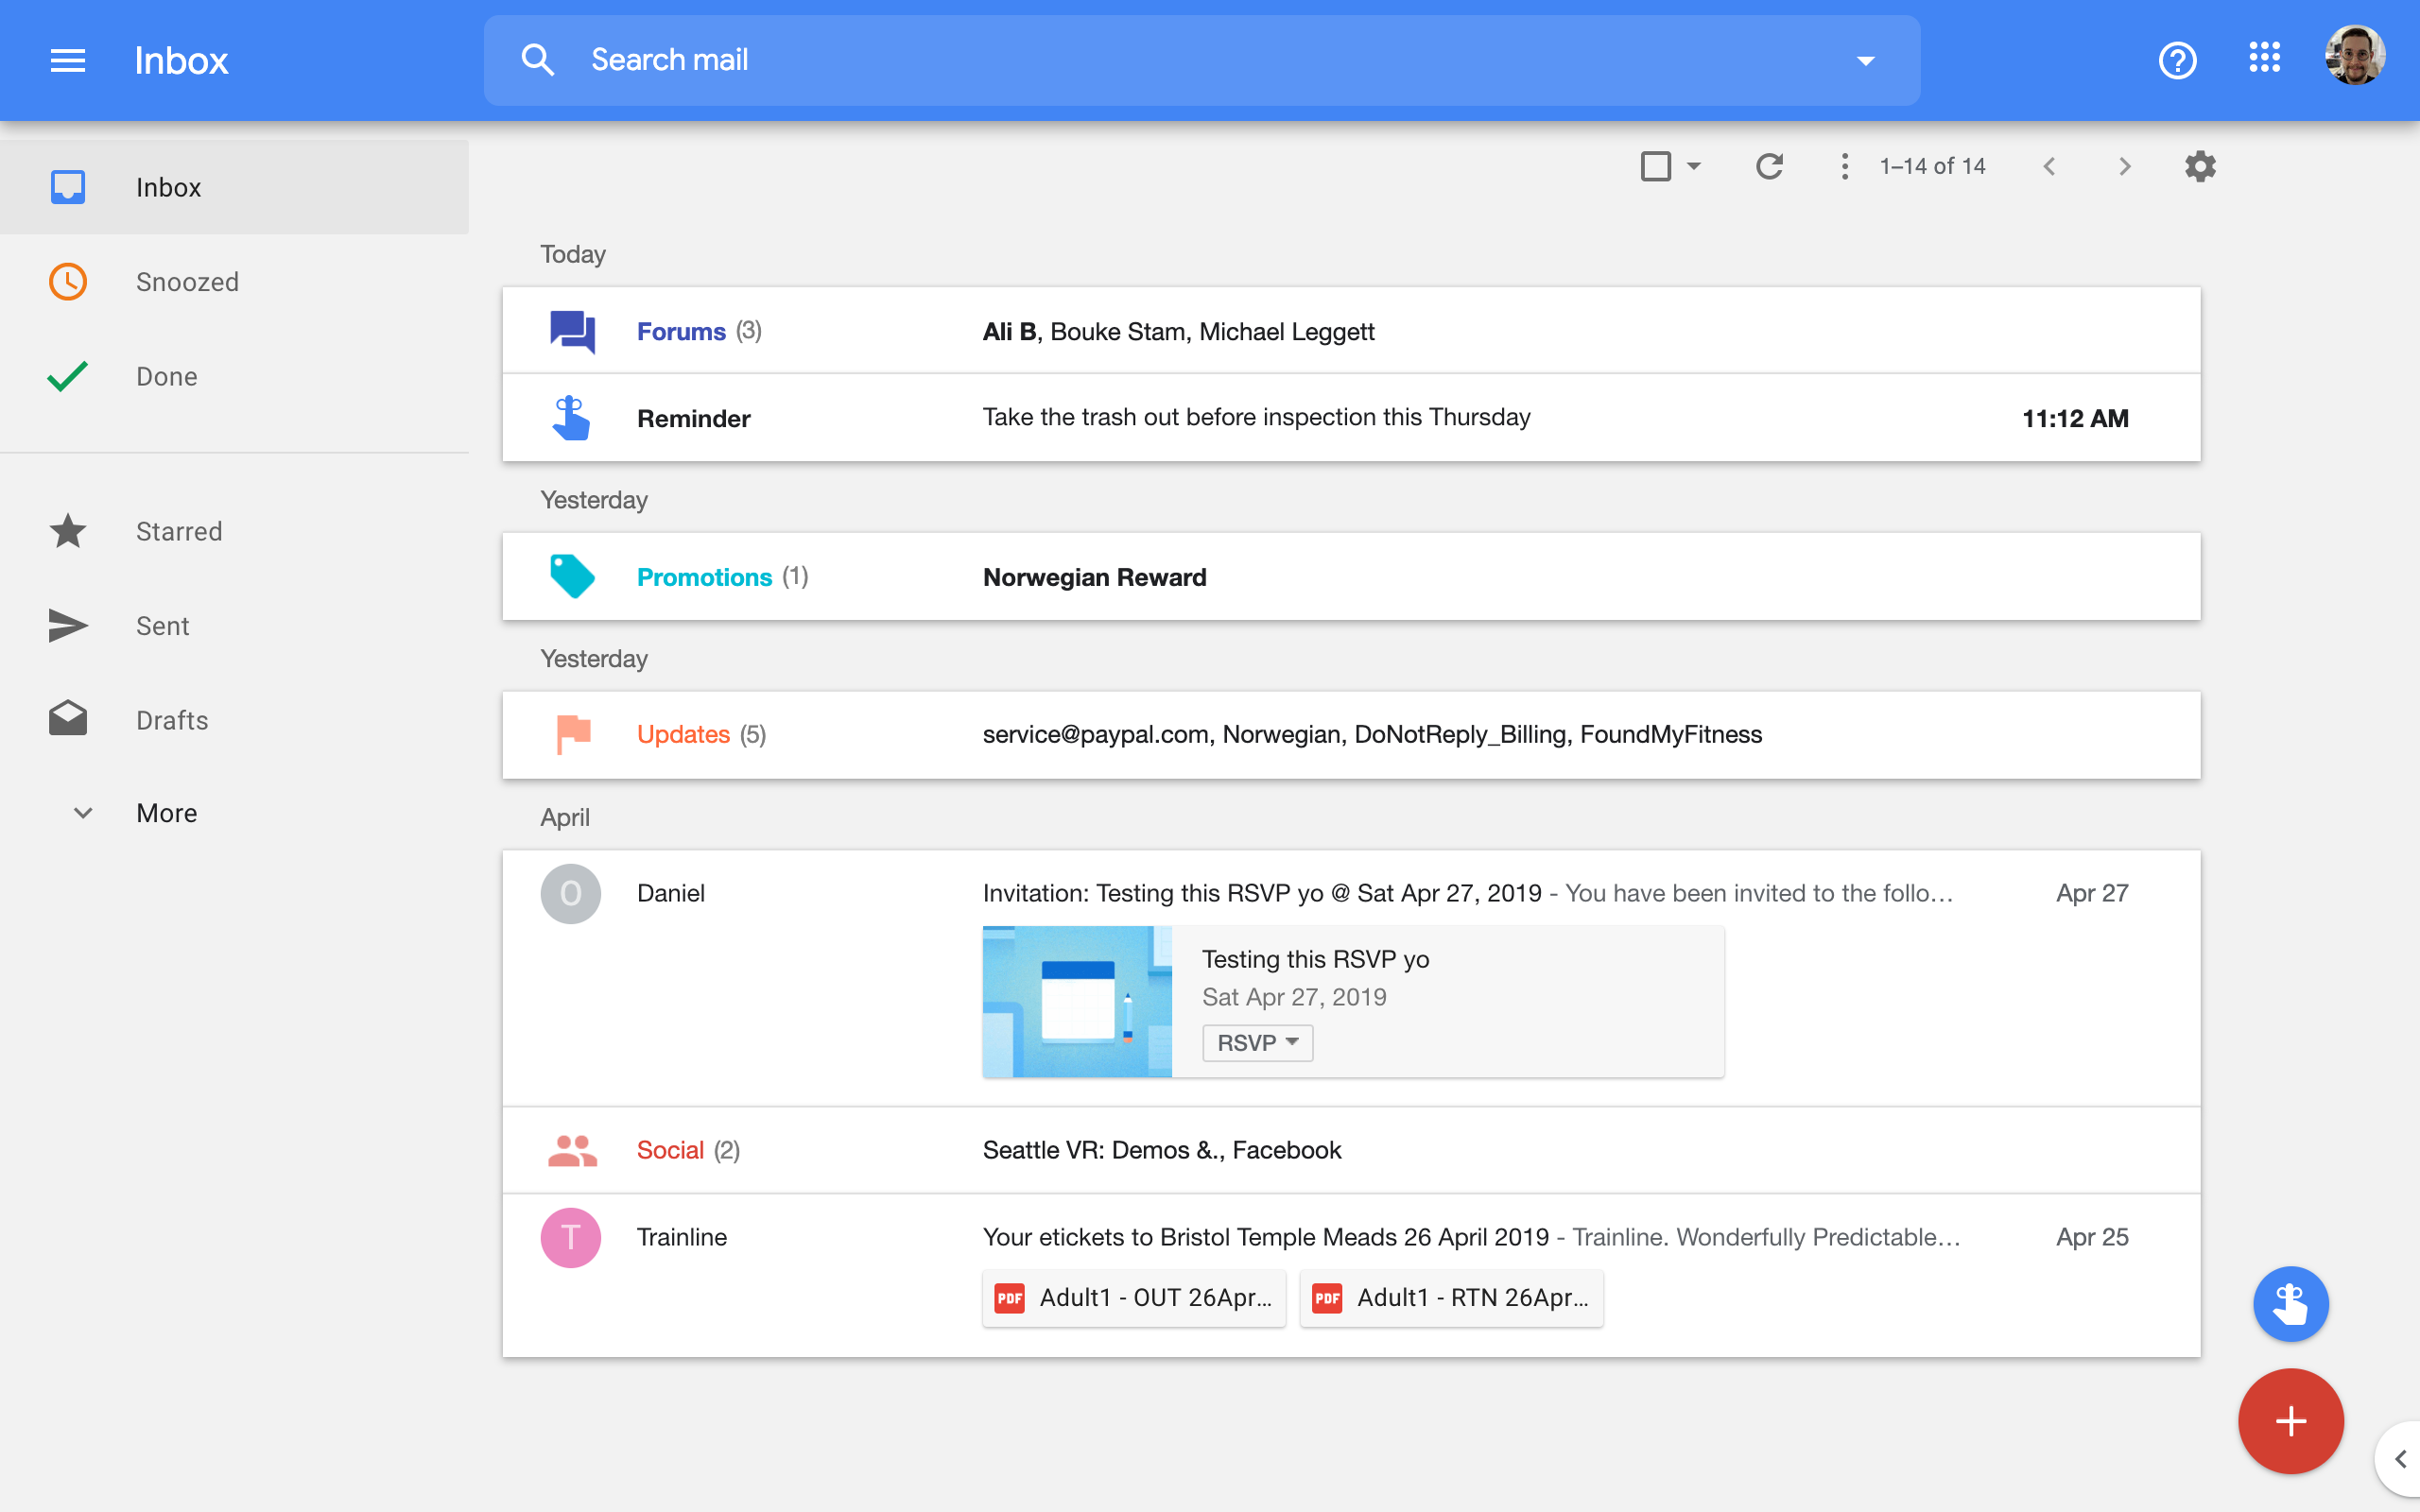 Inbox
Search mail
Inbox
Snoozed
Done
Starred
Sent
Drafts
More
1–14 of 14
Today
Forums (3) Ali B, Bouke Stam, Michael Leggett
Reminder Take the trash out before inspection this Thursday 11:12 AM
Yesterday
Promotions (1) Norwegian Reward
Yesterday
Updates (5) service@paypal.com, Norwegian, DoNotReply_Billing, FoundMyFitness
April
O Daniel Invitation: Testing this RSVP yo @ Sat Apr 27, 2019 - You have been invited to the follo… Apr 27
Testing this RSVP yo
Sat Apr 27, 2019
RSVP
Social (2) Seattle VR: Demos &., Facebook
T Trainline Your etickets to Bristol Temple Meads 26 April 2019 - Trainline. Wonderfully Predictable… Apr 25
PDF Adult1 - OUT 26Apr… PDF Adult1 - RTN 26Apr…